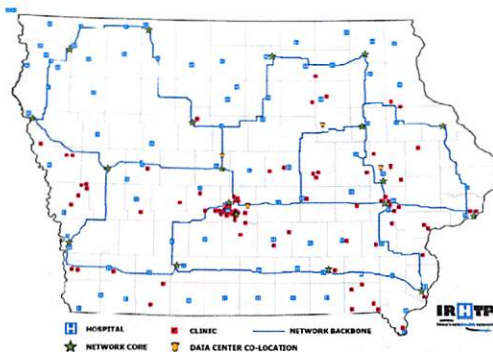 IRHTP
H HOSPITAL CLINIC NETWORK BACKBONE
NETWORK CORE DATA CENTER CO-LOCATION